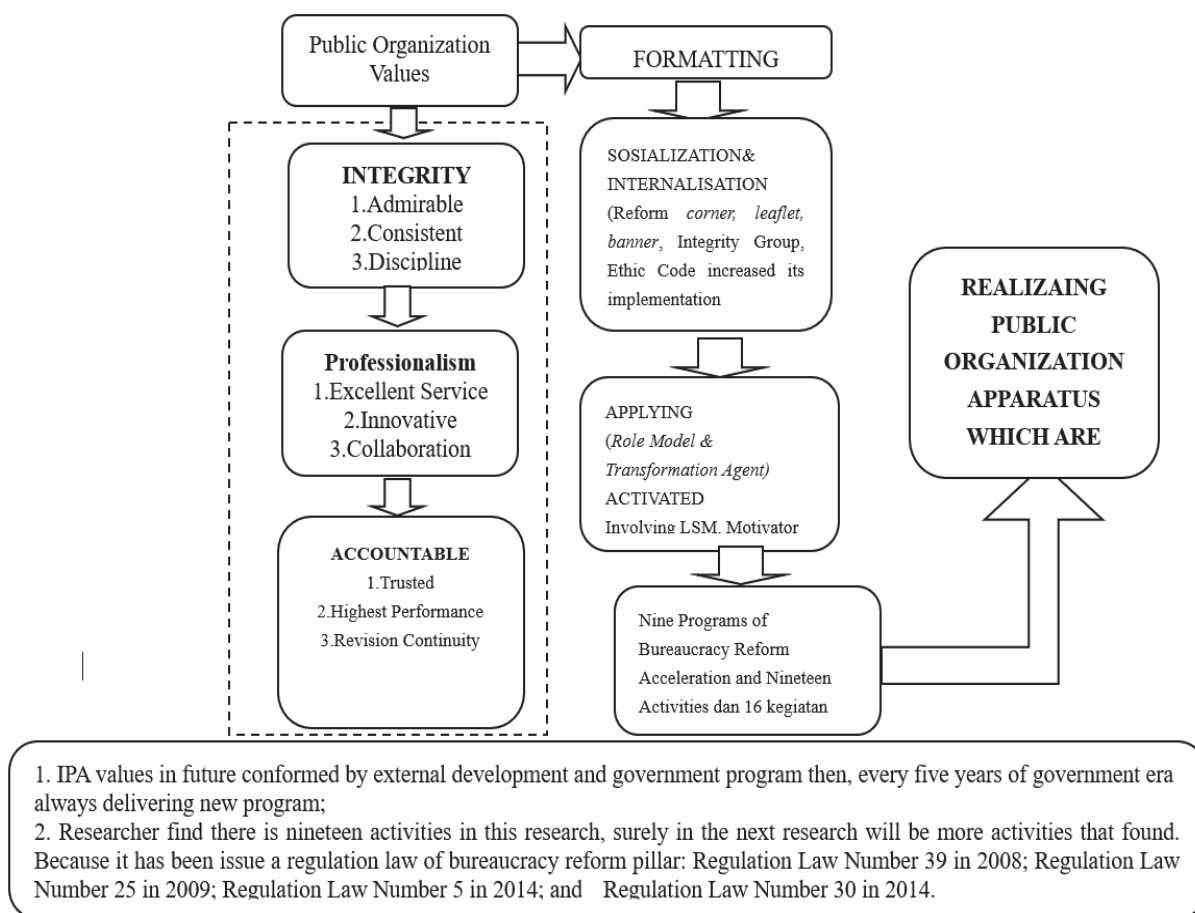 Public Organization
Values
FORMATTING
INTEGRITY
1.Admirable
2.Consistent
3.Discipline
Professionalism
1.Excellent Service
2.Innovative
3.Collaboration
ACCOUNTABLE
1.Trusted
2.Highest Performance
3.Revision Continuity
SOSIALIZATION&
INTERNALISATION
(Reform corner, leaflet,
banner, Integrity Group,
Ethic Code increased its
implementation
APPLYING
(Role Model &
Transformation Agent)
ACTIVATED
Involving LSM. Motivator
Nine Programs of
Bureaucracy Reform
Acceleration and Nineteen
Activities dan 16 kegiatan
REALIZAING
PUBLIC
ORGANIZATION
APPARATUS
WHICH ARE
1. IPA values in future conformed by external development and government program then, every five years of government era
always delivering new program;
2. Researcher find there is nineteen activities in this research, surely in the next research will be more activities that found.
Because it has been issue a regulation law of bureaucracy reform pillar: Regulation Law Number 39 in 2008; Regulation Law
Number 25 in 2009; Regulation Law Number 5 in 2014; and Regulation Law Number 30 in 2014.